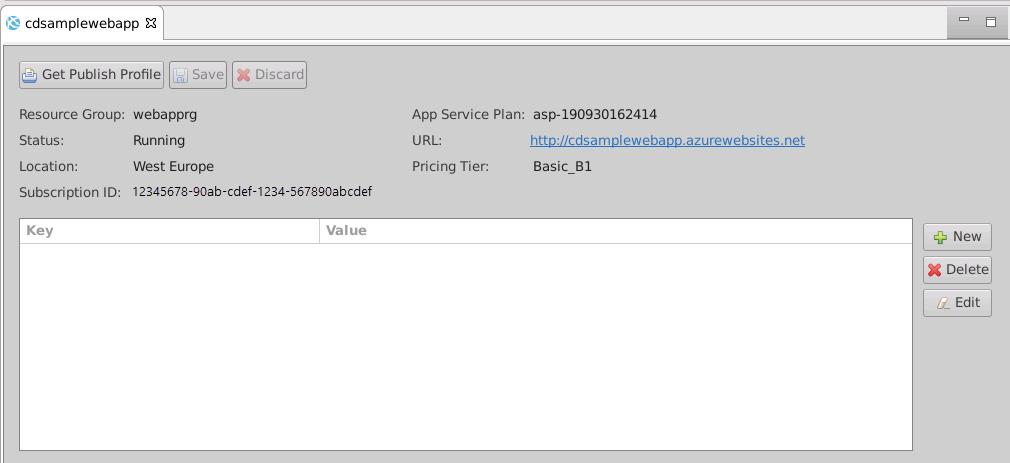 cdsamplewebapp
Get Publish Profile Save Discard
Resource Group: webapprg App Service Plan: asp-190930162414
Status: Running URL: http://cdsamplewebapp.azurewebsites.net
Location: West Europe Pricing Tier: Basic_B1
Subscription ID: 12345678-90ab-cdef-1234-567890abcdef
Key Value
New
Delete
Edit